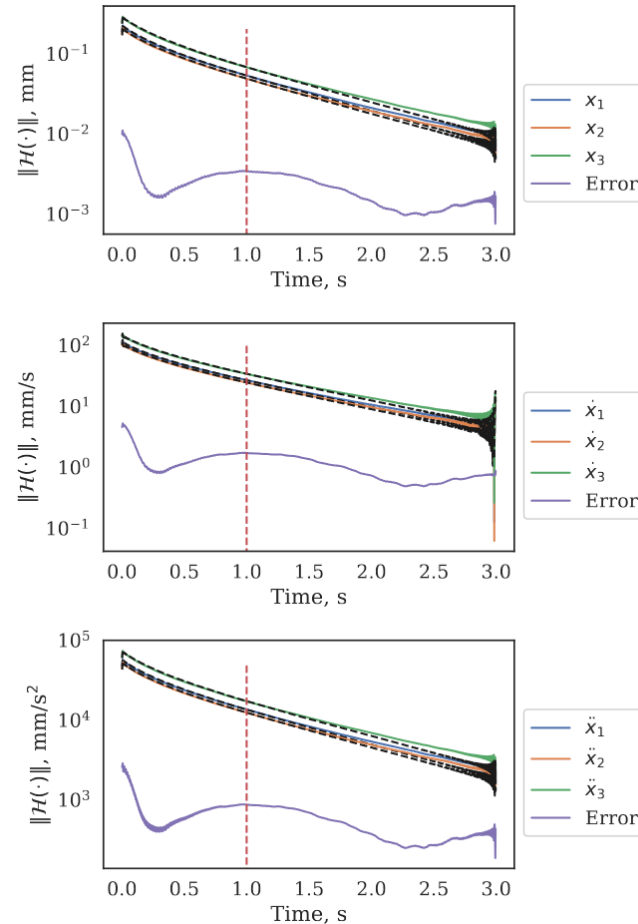 ‖ℋ(·)‖, mm
10⁻¹
10⁻²
10⁻³
0.0 0.5 1.0 1.5 2.0 2.5 3.0
Time, s
x₁
x₂
x₃
Error
‖ℋ(·)‖, mm/s
10²
10¹
10⁰
10⁻¹
0.0 0.5 1.0 1.5 2.0 2.5 3.0
Time, s
ẋ₁
ẋ₂
ẋ₃
Error
‖ℋ(·)‖, mm/s²
10⁵
10⁴
10³
0.0 0.5 1.0 1.5 2.0 2.5 3.0
Time, s
ẍ₁
ẍ₂
ẍ₃
Error